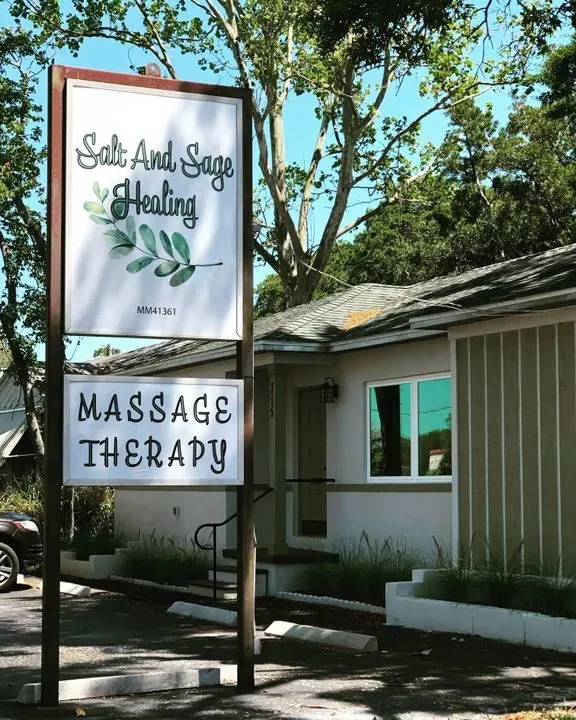 Salt And Sage
Healing
MM41361
MASSAGE
THERAPY